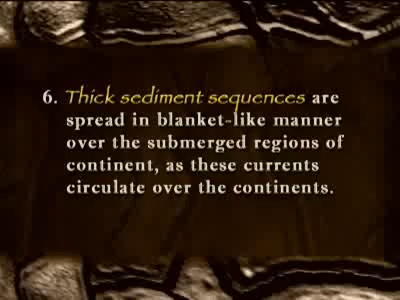 6. Thick sediment sequences are
spread in blanket-like manner
over the submerged regions of
continent, as these currents
circulate over the continents.